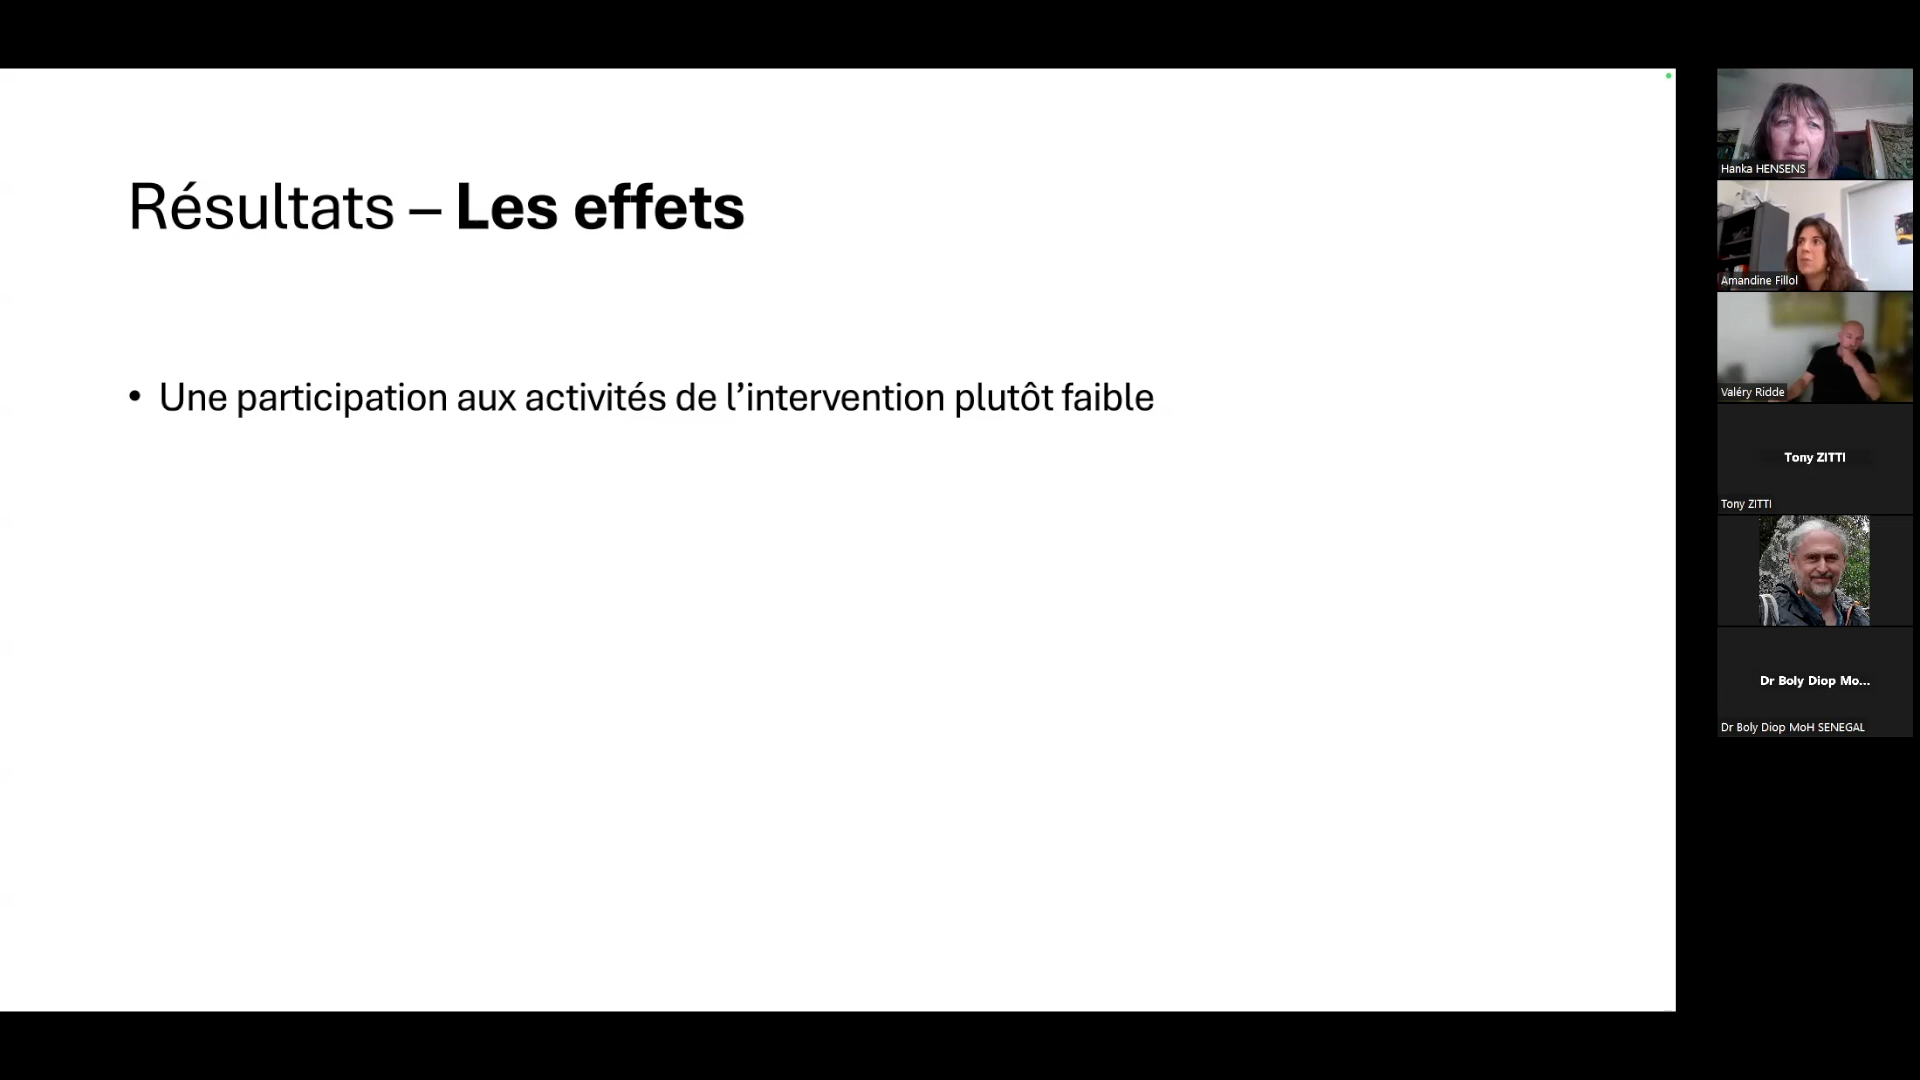 Résultats – Les effets
• Une participation aux activités de l’intervention plutôt faible
Hanka HENSENS
Amandine Fillol
Valéry Ridde
Tony ZITTI
Tony ZITTI
Dr Boly Diop Mo...
Dr Boly Diop MoH SENEGAL